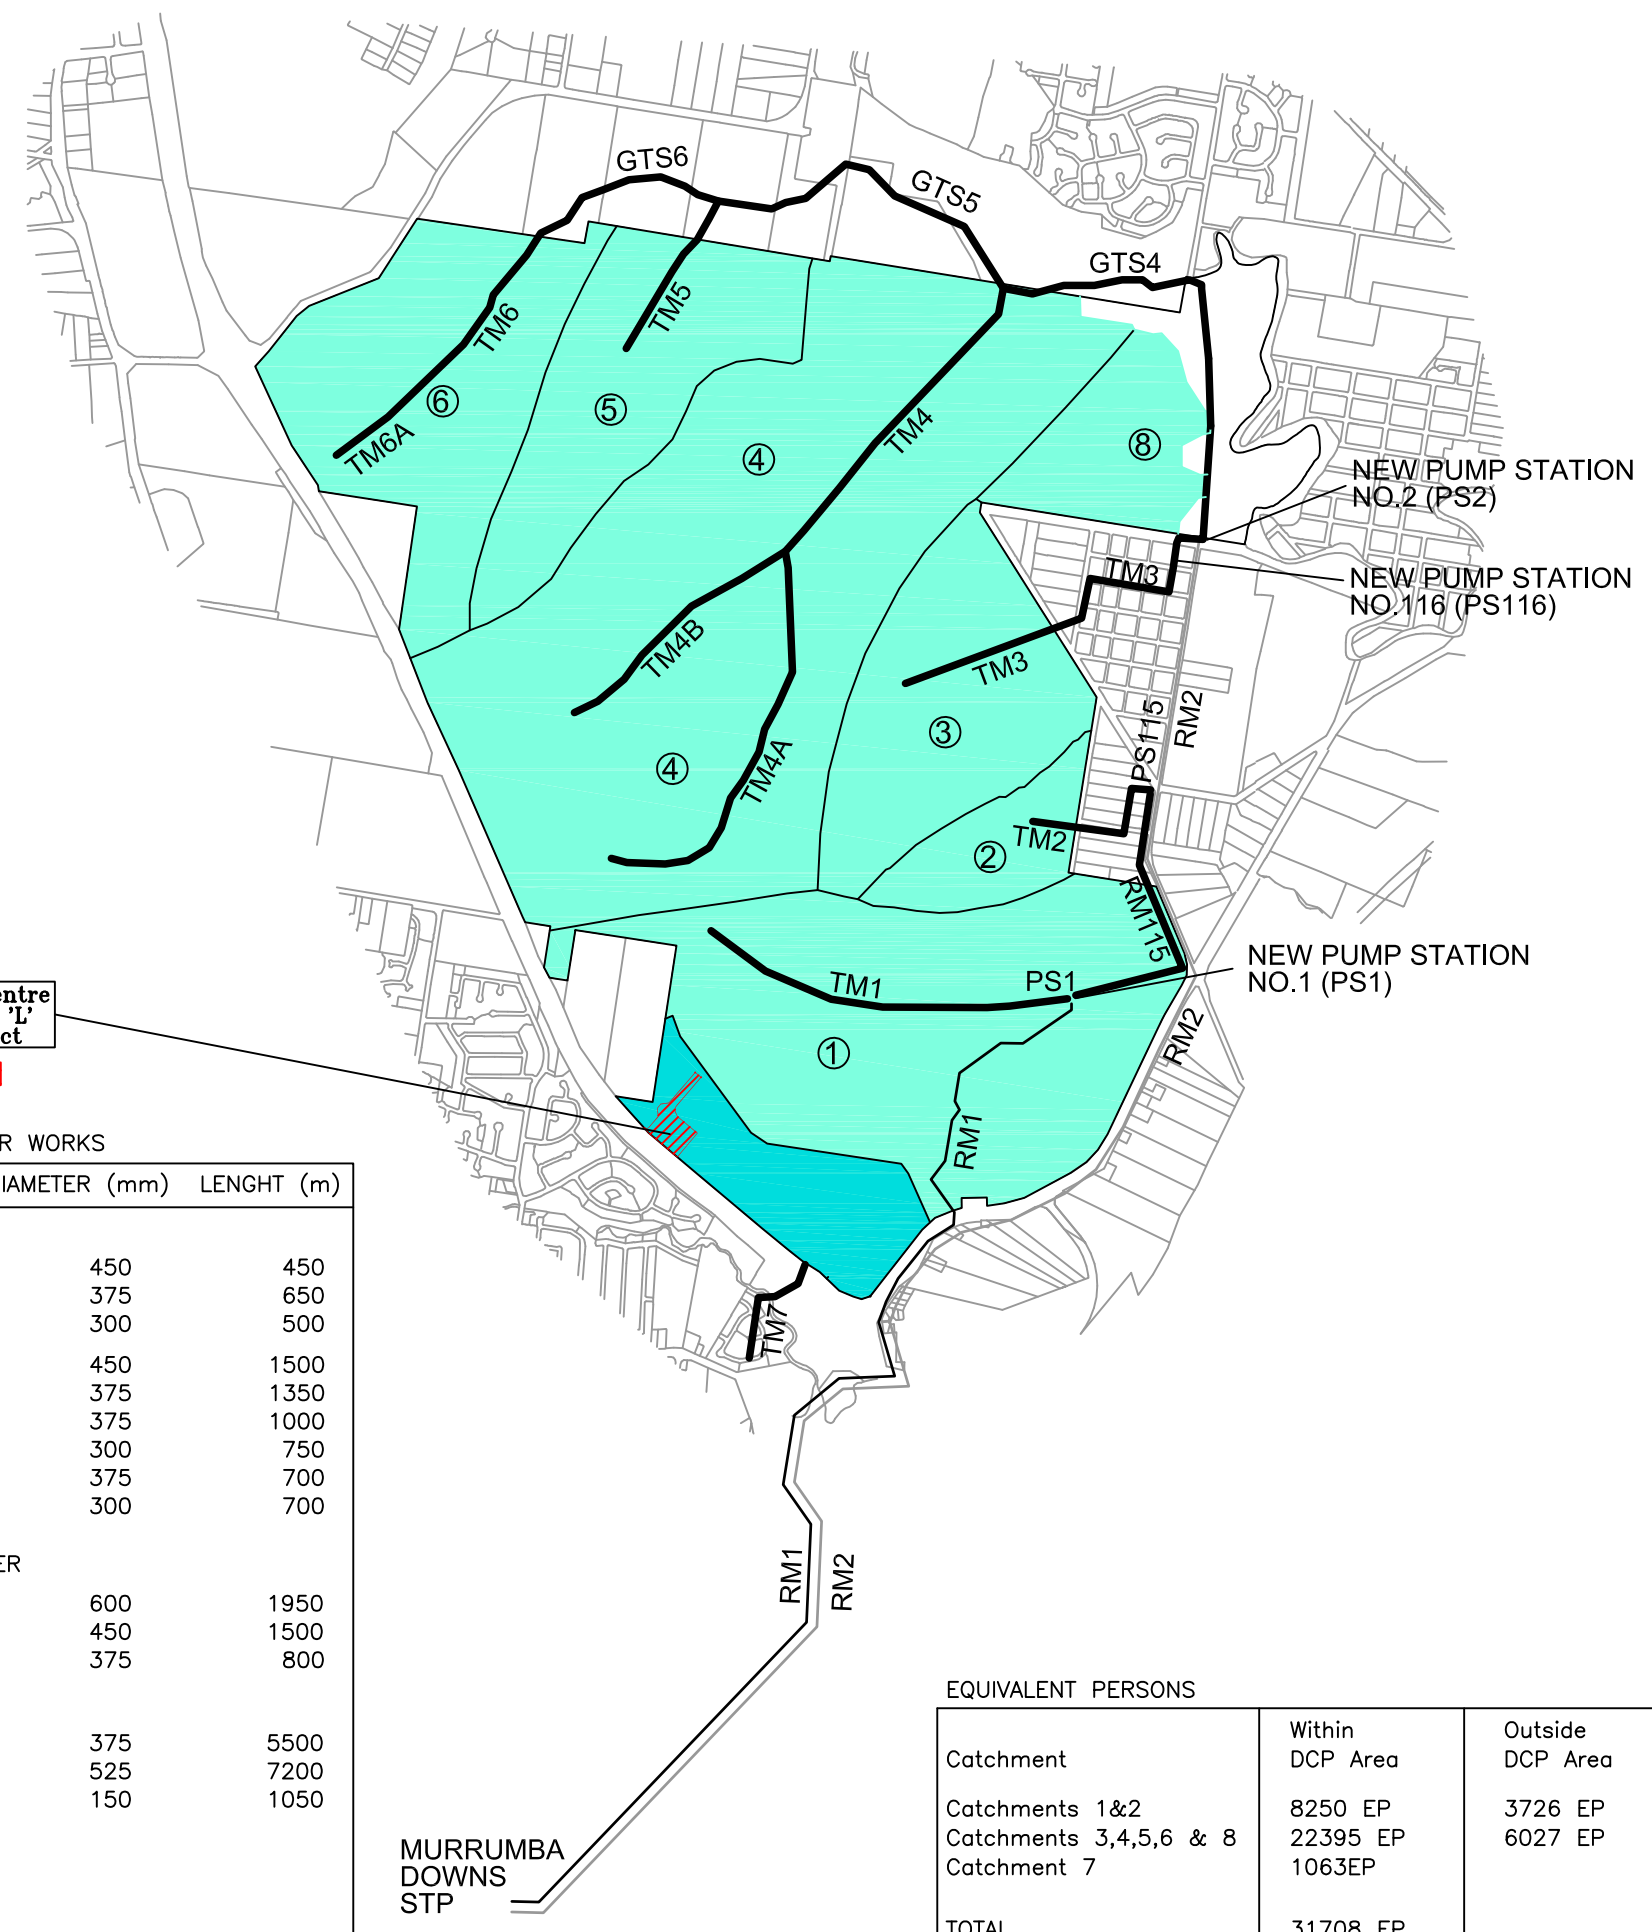 GTS6
GTS5
GTS4
TM6
TM5
TM6A
⑥
⑤
④
TM4
⑧
NEW PUMP STATION
NO.2 (PS2)
TM3
NEW PUMP STATION
NO.116 (PS116)
TM4B
TM3
③
PS115
RM2
④
TM4A
TM2
②
RM115
NEW PUMP STATION
NO.1 (PS1)
TM1
PS1
①
RM2
RM1
entre
'L'
ct
R WORKS
IAMETER (mm) LENGHT (m)
450 450
375 650
300 500
450 1500
375 1350
375 1000
300 750
375 700
300 700
ER
600 1950
450 1500
375 800
375 5500
525 7200
150 1050
TM7
RM1
RM2
MURRUMBA
DOWNS
STP
EQUIVALENT PERSONS
Within Outside
Catchment DCP Area DCP Area
Catchments 1&2 8250 EP 3726 EP
Catchments 3,4,5,6 & 8 22395 EP 6027 EP
Catchment 7 1063EP
TOTAL 31708 EP